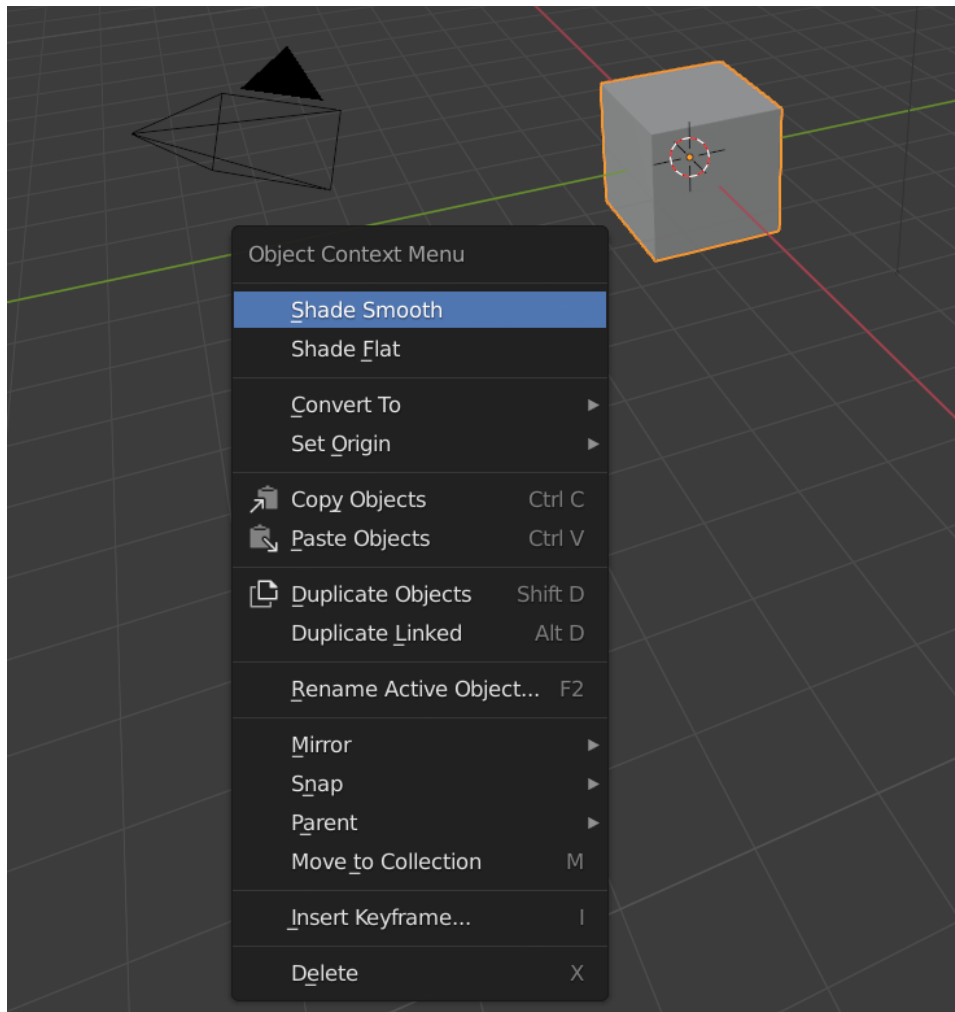 Object Context Menu
Shade Smooth
Shade Flat
Convert To
Set Origin
Copy Objects Ctrl C
Paste Objects Ctrl V
Duplicate Objects Shift D
Duplicate Linked Alt D
Rename Active Object... F2
Mirror
Snap
Parent
Move to Collection M
Insert Keyframe... I
Delete X